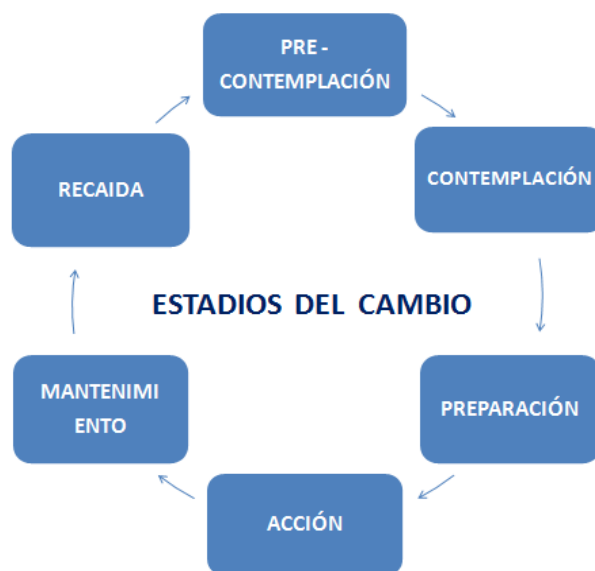 PRE -
CONTEMPLACIÓN
CONTEMPLACIÓN
PREPARACIÓN
ACCIÓN
MANTENIMI
ENTO
RECAIDA
ESTADIOS DEL CAMBIO